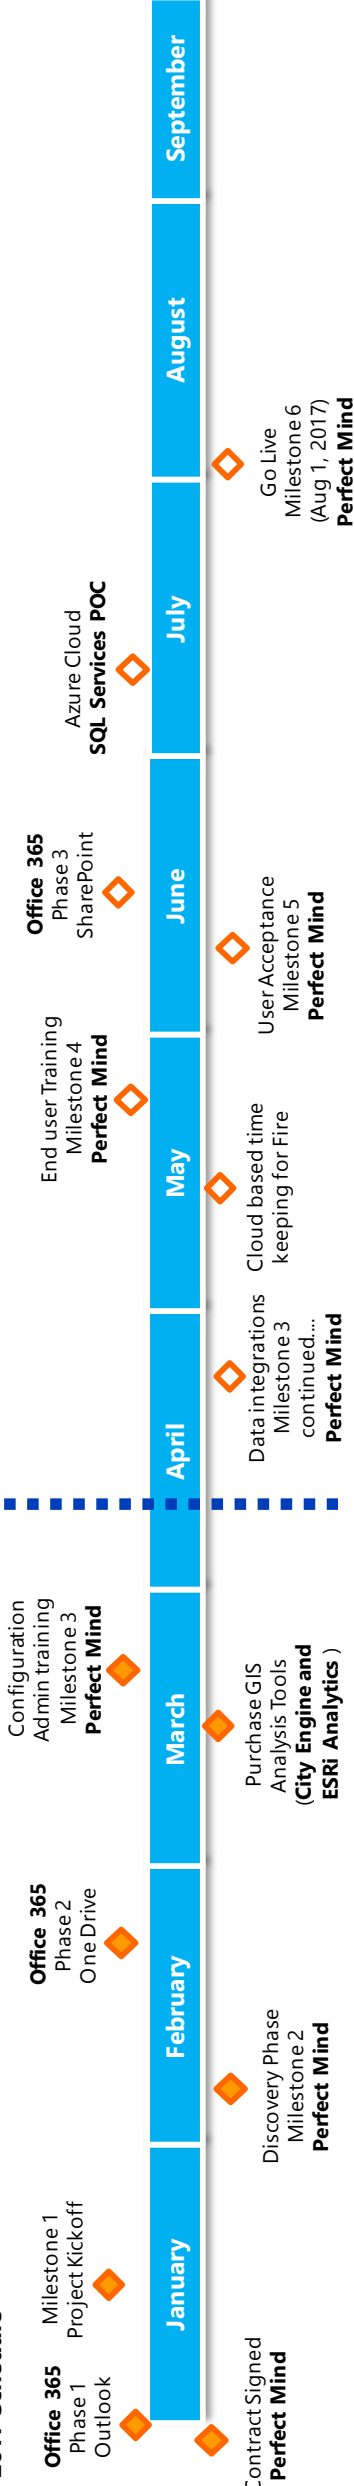 Office 365
Phase 1
Outlook
Milestone 1
Project Kickoff
Office 365
Phase 2
One Drive
Configuration
Admin training
Milestone 3
Perfect Mind
End user Training
Milestone 4
Perfect Mind
Office 365
Phase 3
SharePoint
Azure Cloud
SQL Services POC
January
February
March
April
May
June
July
August
September
Contract Signed
Perfect Mind
Discovery Phase
Milestone 2
Perfect Mind
Purchase GIS
Analysis Tools
(City Engine and
ESRi Analytics )
Data integrations
Milestone 3
continued....
Perfect Mind
Cloud based time
keeping for Fire
User Acceptance
Milestone 5
Perfect Mind
Go Live
Milestone 6
(Aug 1, 2017)
Perfect Mind